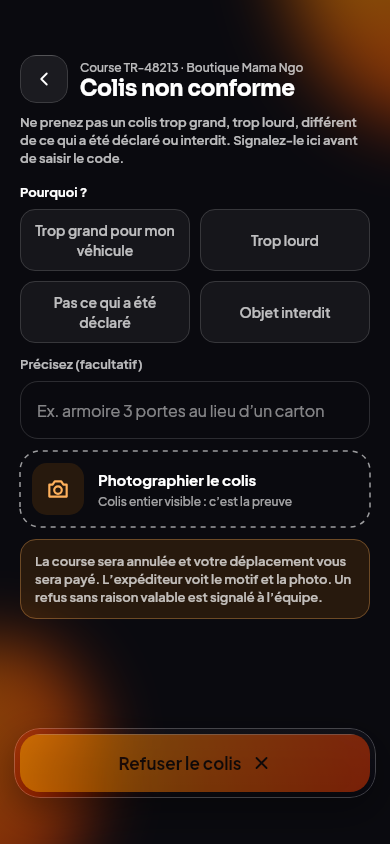 Course TR-48213 · Boutique Mama Ngo
Colis non conforme
Ne prenez pas un colis trop grand, trop lourd, différent
de ce qui a été déclaré ou interdit. Signalez-le ici avant
de saisir le code.
Pourquoi ?
Trop grand pour mon
véhicule
Trop lourd
Pas ce qui a été
déclaré
Objet interdit
Précisez (facultatif)
Ex. armoire 3 portes au lieu d’un carton
Photographier le colis
Colis entier visible : c’est la preuve
La course sera annulée et votre déplacement vous
sera payé. L’expéditeur voit le motif et la photo. Un
refus sans raison valable est signalé à l’équipe.
Refuser le colis